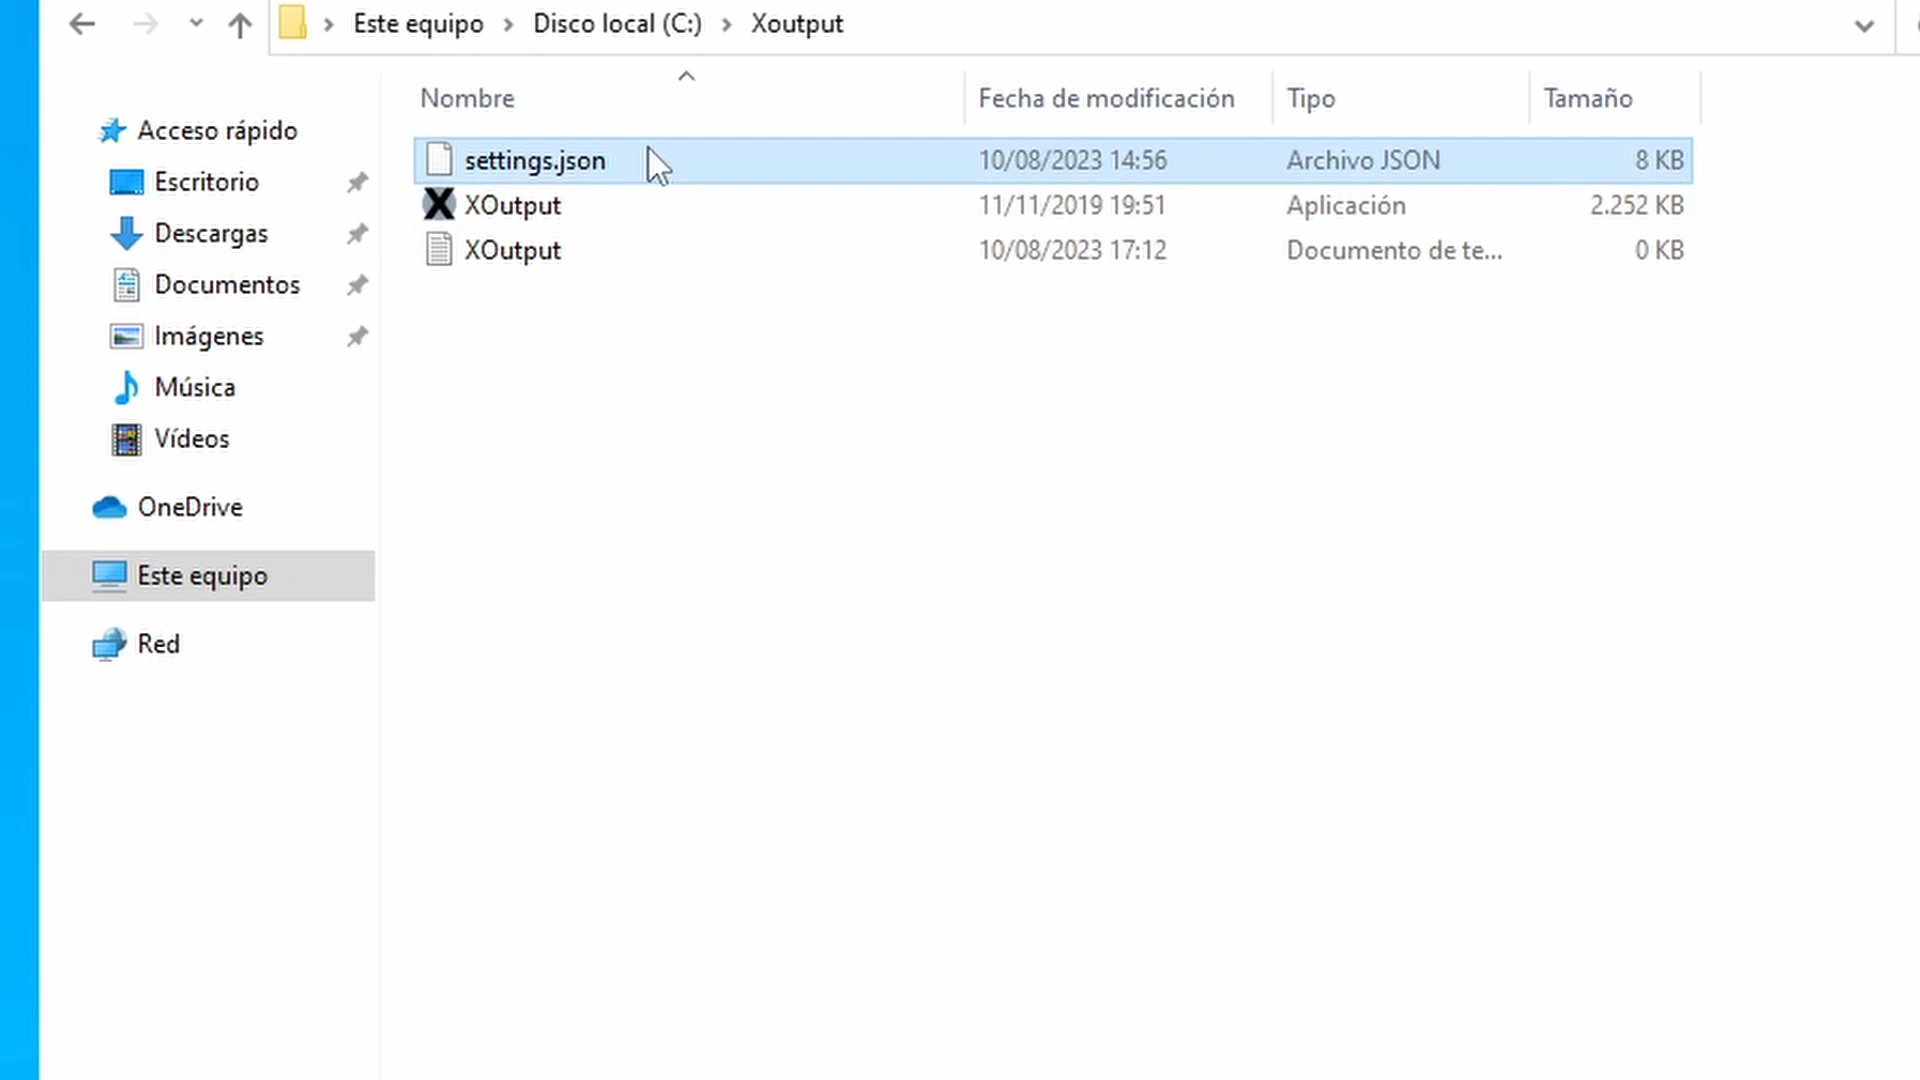 Este equipo > Disco local (C:) > Xoutput
Nombre Fecha de modificación Tipo Tamaño
settings.json 10/08/2023 14:56 Archivo JSON 8 KB
XOutput 11/11/2019 19:51 Aplicación 2.252 KB
XOutput 10/08/2023 17:12 Documento de te... 0 KB
Acceso rápido
Escritorio
Descargas
Documentos
Imágenes
Música
Vídeos
OneDrive
Este equipo
Red